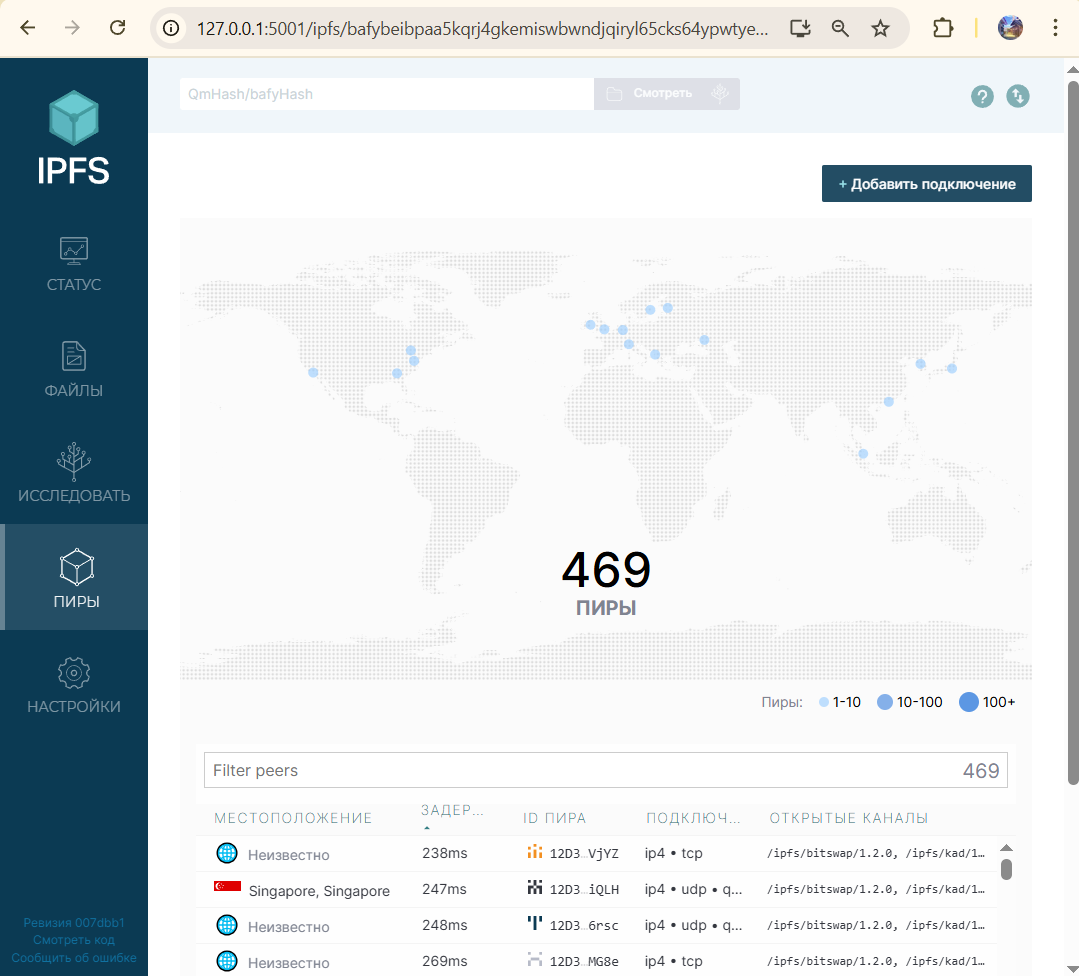 127.0.0.1:5001/ipfs/bafybeibpaa5kqrj4gkemiswbwndjqiryl65cks64ypwtye...
QmHash/bafyHash
Смотреть
IPFS
+ Добавить подключение
СТАТУС
ФАЙЛЫ
ИССЛЕДОВАТЬ
ПИРЫ
НАСТРОЙКИ
469
ПИРЫ
Пиры: 1-10 10-100 100+
Filter peers 469
МЕСТОПОЛОЖЕНИЕ ЗАДЕР... ID ПИРА ПОДКЛЮЧ... ОТКРЫТЫЕ КАНАЛЫ
Неизвестно 238ms 12D3…VjYZ ip4 • tcp /ipfs/bitswap/1.2.0, /ipfs/kad/1…
Singapore, Singapore 247ms 12D3…iQLH ip4 • udp • q... /ipfs/bitswap/1.2.0, /ipfs/kad/1…
Неизвестно 248ms 12D3…6rsc ip4 • udp • q... /ipfs/bitswap/1.2.0, /ipfs/kad/1…
Неизвестно 269ms 12D3…MG8e ip4 • tcp /ipfs/bitswap/1.2.0, /ipfs/kad/1…
Ревизия 007dbb1
Смотреть код
Сообщить об ошибке